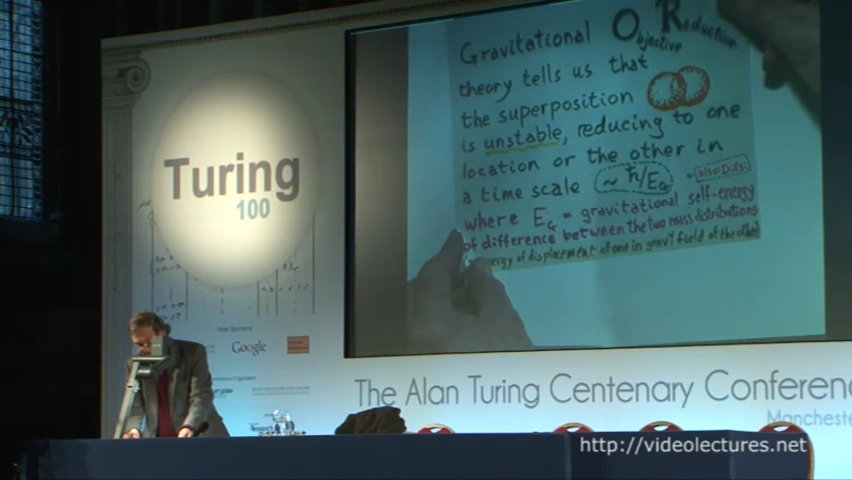 Gravitational Objective Reduction
theory tells us that
the superposition
is unstable, reducing to one
location or the other in
a time scale ~ ħ/E_G also Diósi
where E_G = gravitational self-energy
of difference between the two mass distributions
energy of displacement of one in grav'l field of the other
Turing
100
Main Sponsors
Google
The Alan Turing Centenary Conference
Manchester
http://videolectures.net